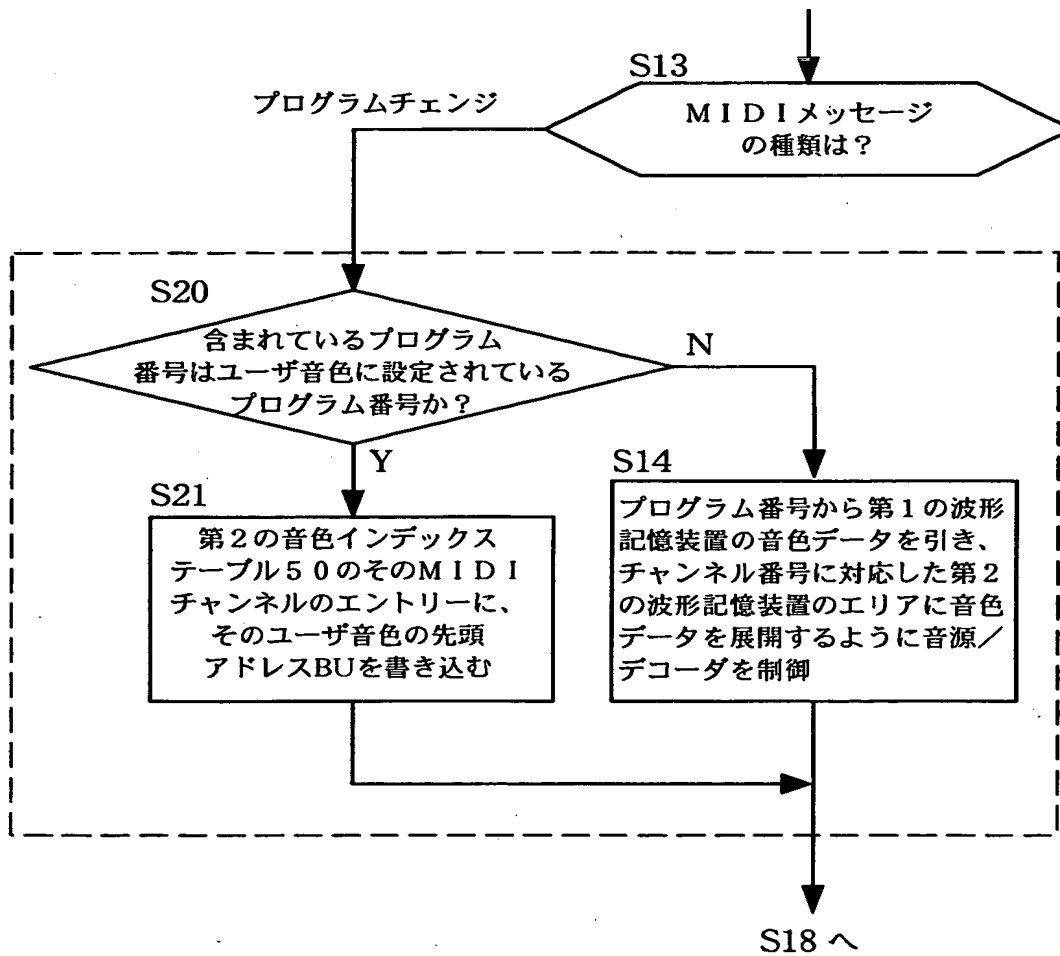 S13
プログラムチェンジ
ＭＩＤＩメッセージ
の種類は？
S20
含まれているプログラム
番号はユーザ音色に設定されている
プログラム番号か？
N
Y
S21
第２の音色インデックス
テーブル５０のそのＭＩＤＩ
チャンネルのエントリーに、
そのユーザ音色の先頭
アドレスBUを書き込む
S14
プログラム番号から第１の波形
記憶装置の音色データを引き、
チャンネル番号に対応した第２
の波形記憶装置のエリアに音色
データを展開するように音源／
デコーダを制御
S18 へ